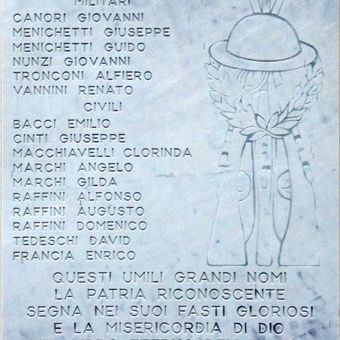 MILITARI
CANORI GIOVANNI
MENICHETTI GIUSEPPE
MENICHETTI GUIDO
NUNZI GIOVANNI
TRONCONI ALFIERO
VANNINI RENATO
CIVILI
BACCI EMILIO
CINTI GIUSEPPE
MACCHIAVELLI CLORINDA
MARCHI ANGELO
MARCHI GILDA
RAFFINI ALFONSO
RAFFINI AUGUSTO
RAFFINI DOMENICO
TEDESCHI DAVID
FRANCIA ENRICO
QUESTI UMILI GRANDI NOMI
LA PATRIA RICONOSCENTE
SEGNA NEI SUOI FASTI GLORIOSI
E LA MISERICORDIA DI DIO